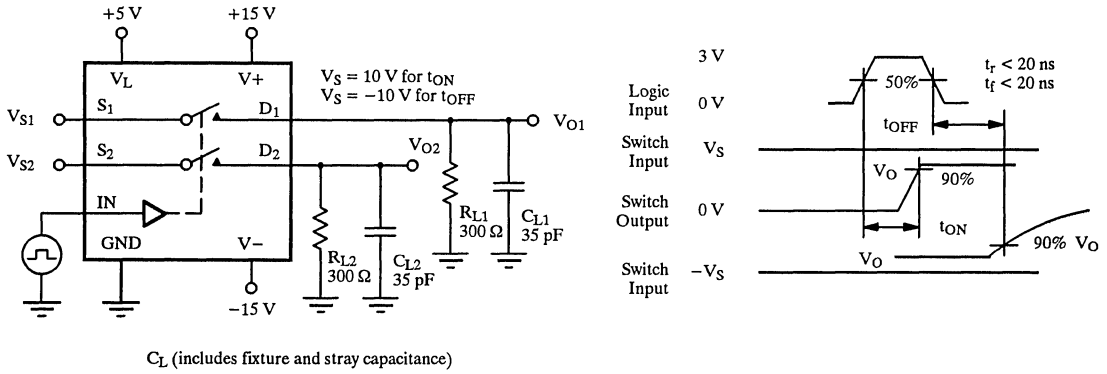 +5 V
+15 V
V_L
V+
V_S = 10 V for t_ON
V_S = −10 V for t_OFF
V_S1
S_1
D_1
V_O1
V_S2
S_2
D_2
V_O2
IN
GND
V−
R_L1
300 Ω
C_L1
35 pF
R_L2
300 Ω
C_L2
35 pF
−15 V
C_L (includes fixture and stray capacitance)
Logic
Input
3 V
0 V
50%
t_r < 20 ns
t_f < 20 ns
t_OFF
Switch
Input
V_S
V_O
90%
Switch
Output
0 V
t_ON
90% V_O
V_O
Switch
Input
−V_S